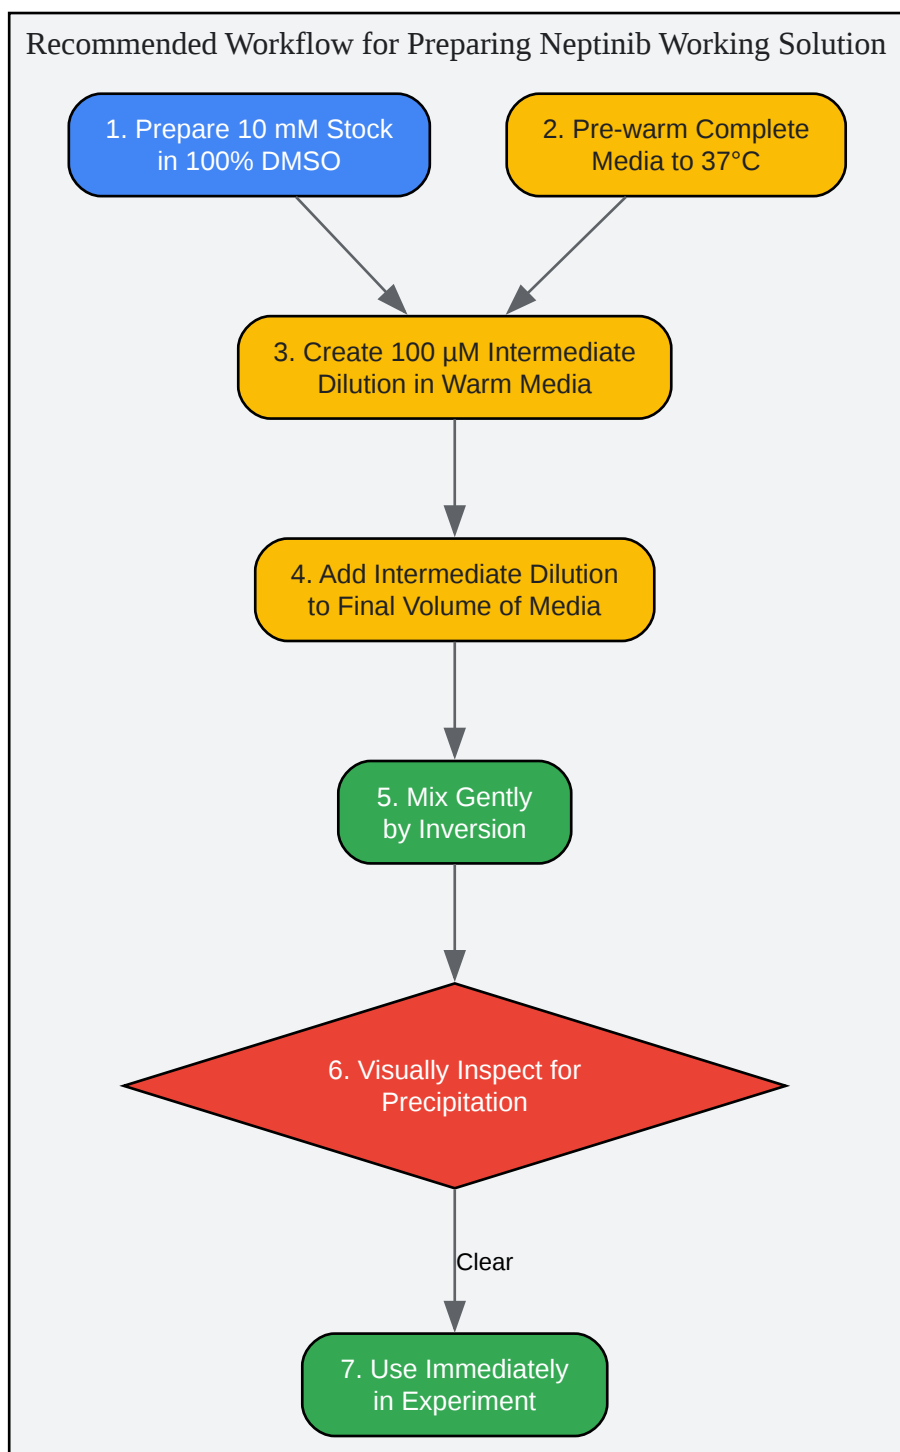 Recommended Workflow for Preparing Neptinib Working Solution
1. Prepare 10 mM Stock
in 100% DMSO
2. Pre-warm Complete
Media to 37°C
3. Create 100 µM Intermediate
Dilution in Warm Media
4. Add Intermediate Dilution
to Final Volume of Media
5. Mix Gently
by Inversion
6. Visually Inspect for
Precipitation
Clear
7. Use Immediately
in Experiment